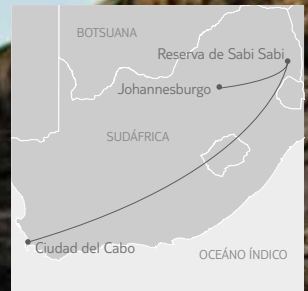 BOTSUANA
Reserva de Sabi Sabi
Johannesburgo
SUDÁFRICA
Ciudad del Cabo
OCEÁNO ÍNDICO